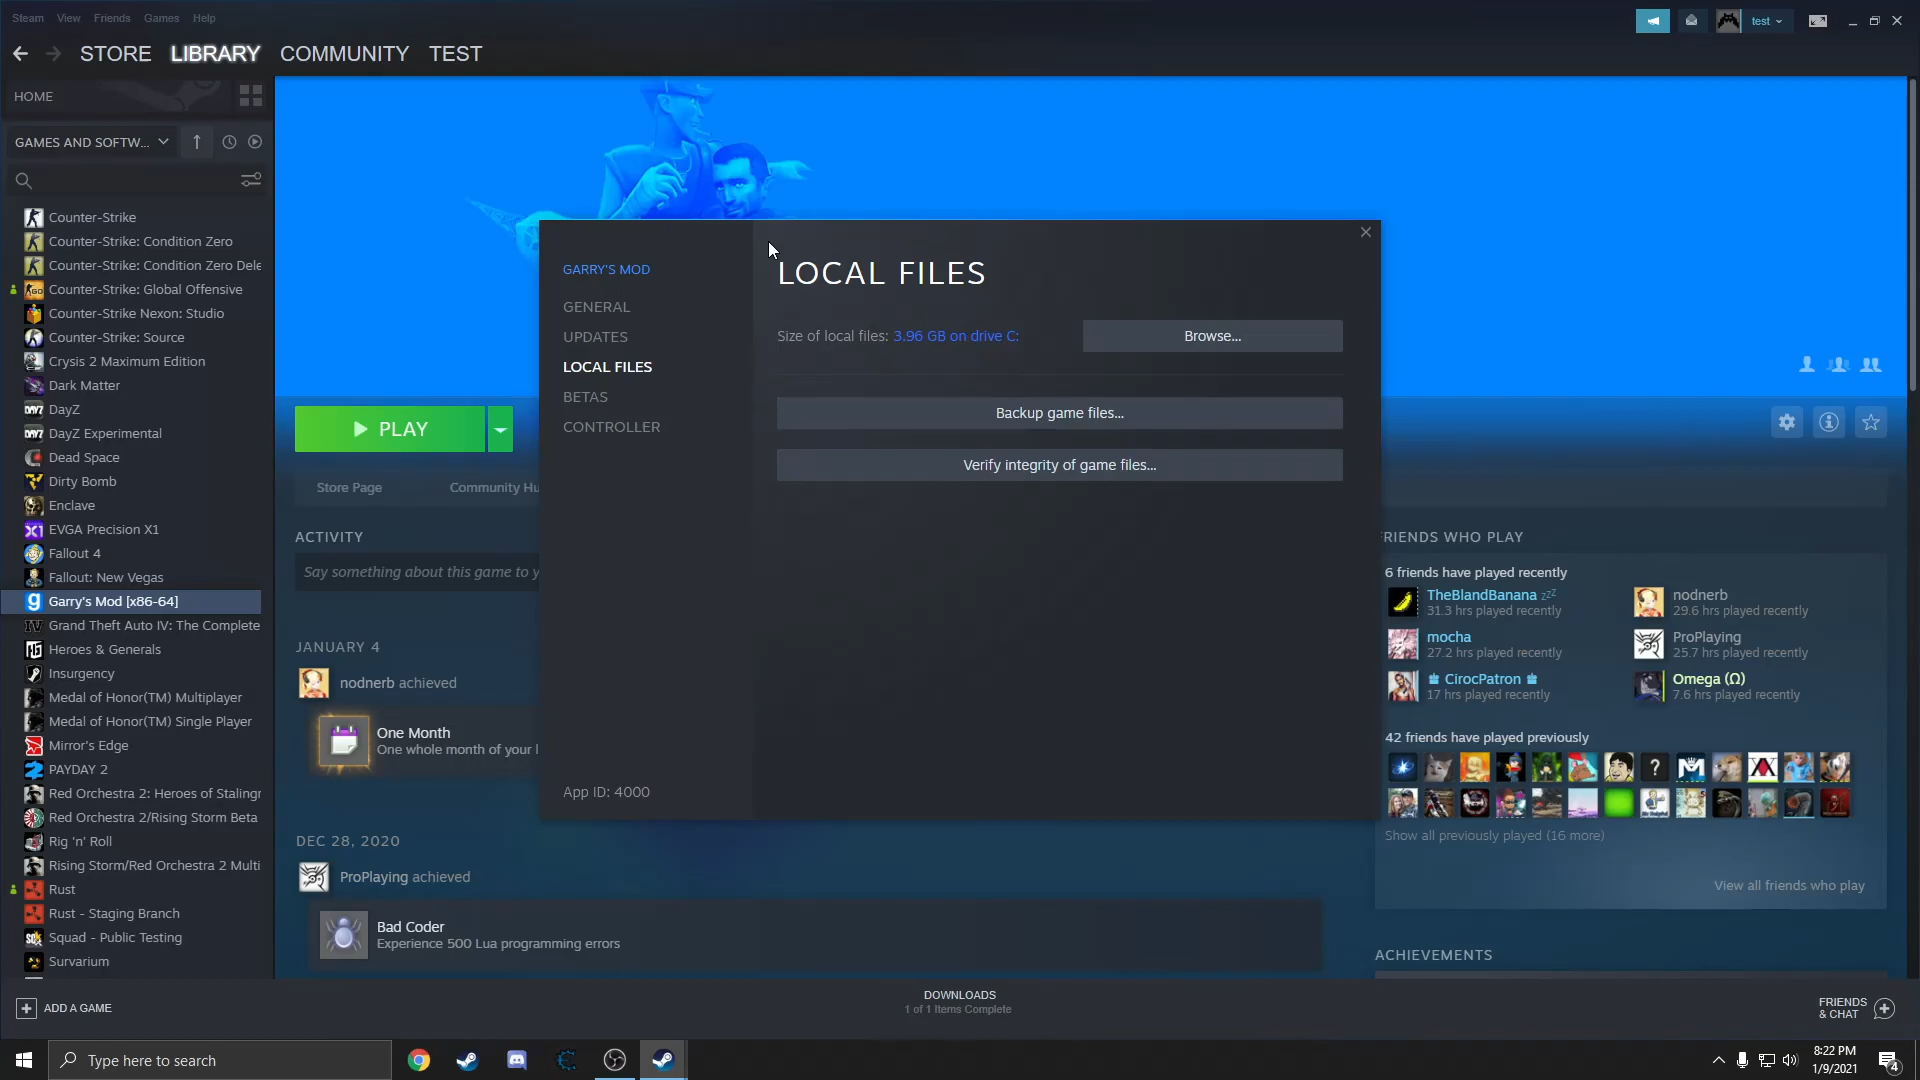 Steam View Friends Games Help
test
STORE LIBRARY COMMUNITY TEST
HOME
GAMES AND SOFTW...
Counter-Strike
Counter-Strike: Condition Zero
Counter-Strike: Condition Zero Dele
Counter-Strike: Global Offensive
Counter-Strike Nexon: Studio
Counter-Strike: Source
Crysis 2 Maximum Edition
Dark Matter
DayZ
DayZ Experimental
Dead Space
Dirty Bomb
Enclave
EVGA Precision X1
Fallout 4
Fallout: New Vegas
Garry's Mod [x86-64]
Grand Theft Auto IV: The Complete
Heroes & Generals
Insurgency
Medal of Honor(TM) Multiplayer
Medal of Honor(TM) Single Player
Mirror's Edge
PAYDAY 2
Red Orchestra 2: Heroes of Stalingr
Red Orchestra 2/Rising Storm Beta
Rig 'n' Roll
Rising Storm/Red Orchestra 2 Multi
Rust
Rust - Staging Branch
Squad - Public Testing
Survarium
PLAY
Store Page Community Hu
ACTIVITY
Say something about this game to y
JANUARY 4
nodnerb achieved
One Month
One whole month of your l
DEC 28, 2020
ProPlaying achieved
Bad Coder
Experience 500 Lua programming errors
GARRY'S MOD
GENERAL
UPDATES
LOCAL FILES
BETAS
CONTROLLER
App ID: 4000
LOCAL FILES
Size of local files: 3.96 GB on drive C:
Browse...
Backup game files...
Verify integrity of game files...
FRIENDS WHO PLAY
6 friends have played recently
TheBlandBanana zzZ
31.3 hrs played recently
nodnerb
29.6 hrs played recently
mocha
27.2 hrs played recently
ProPlaying
25.7 hrs played recently
CirocPatron
17 hrs played recently
Omega (Ω)
7.6 hrs played recently
42 friends have played previously
Show all previously played (16 more)
View all friends who play
ACHIEVEMENTS
ADD A GAME
DOWNLOADS
1 of 1 Items Complete
FRIENDS
& CHAT
Type here to search
8:22 PM
1/9/2021
4